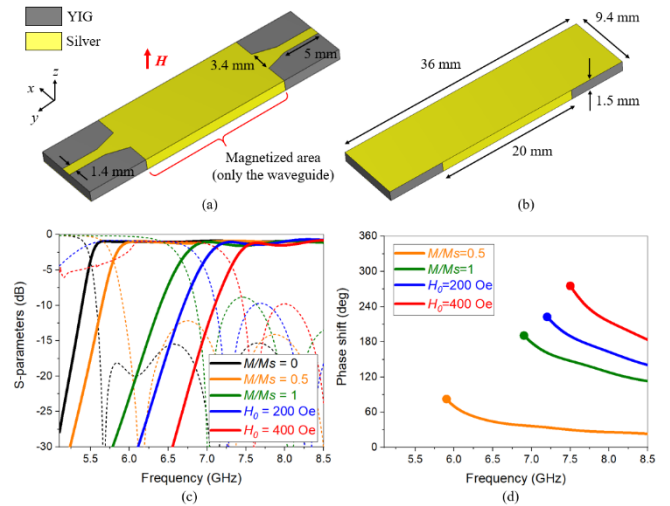 YIG
Silver
H
z
x
y
3.4 mm
5 mm
1.4 mm
Magnetized area
(only the waveguide)
(a)
9.4 mm
36 mm
1.5 mm
20 mm
(b)
S-parameters (dB)
0
-5
-10
-15
-20
-25
-30
M/Ms = 0
M/Ms = 0.5
M/Ms = 1
H0 = 200 Oe
H0 = 400 Oe
5.5 6.0 6.5 7.0 7.5 8.0 8.5
Frequency (GHz)
(c)
Phase shift (deg)
360
300
240
180
120
60
0
M/Ms=0.5
M/Ms=1
H0=200 Oe
H0=400 Oe
5.5 6.0 6.5 7.0 7.5 8.0 8.5
Frequency (GHz)
(d)